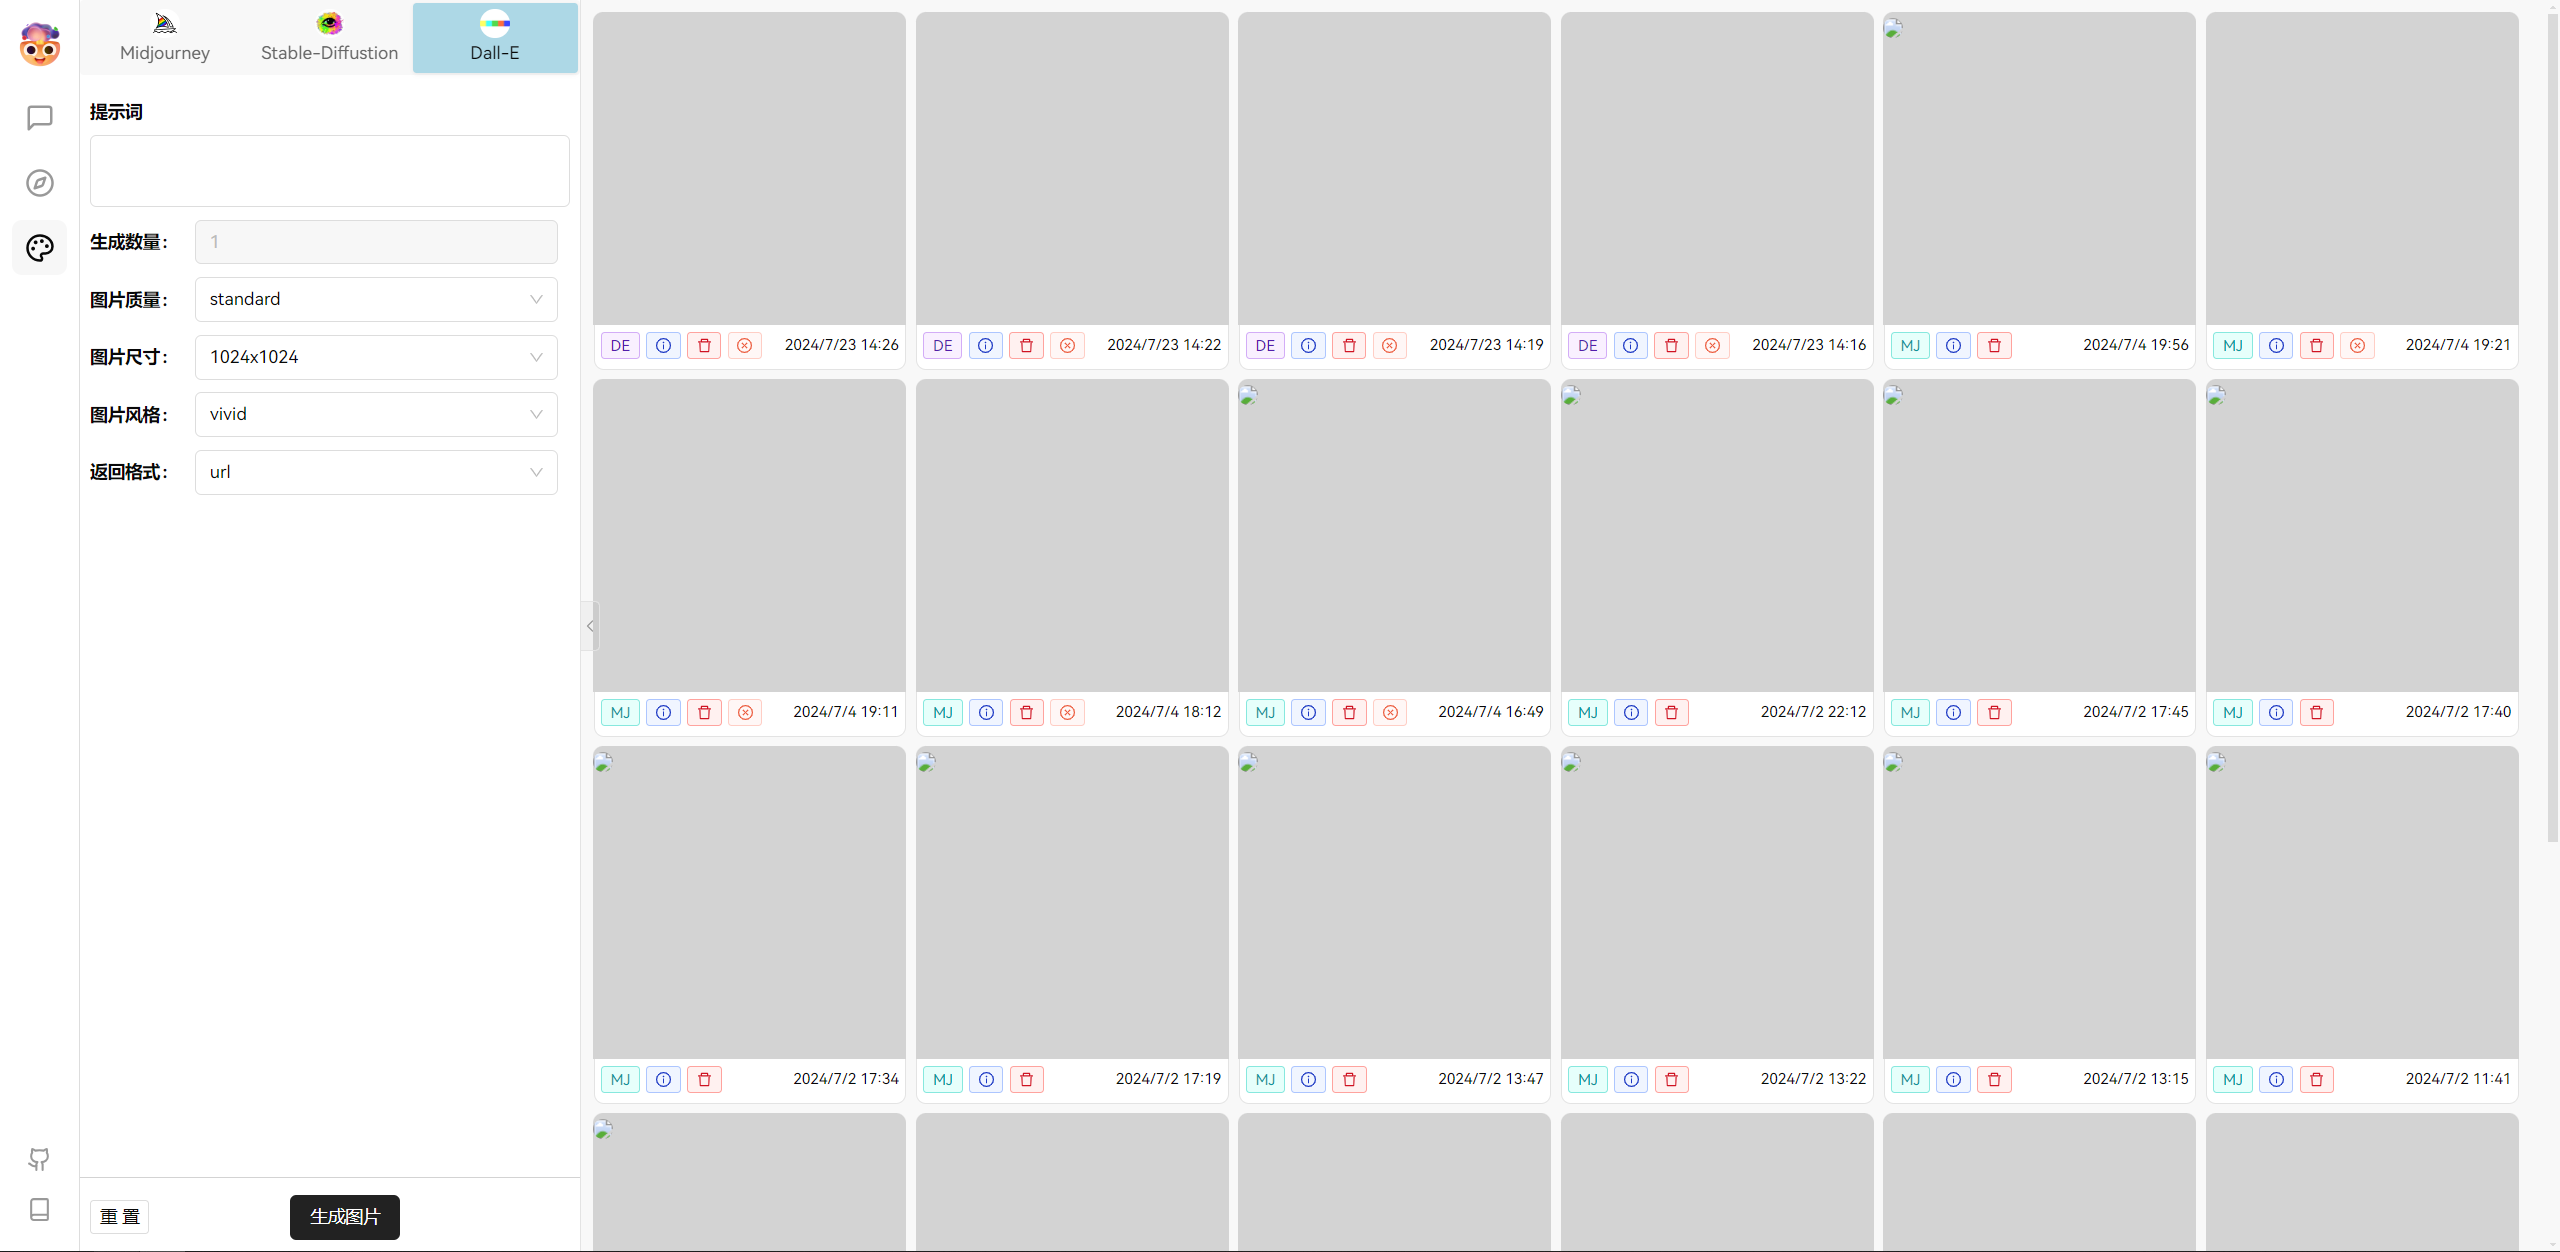 Midjourney
Stable-Diffustion
Dall-E
提示词
生成数量：
1
图片质量：
standard
图片尺寸：
1024x1024
图片风格：
vivid
返回格式：
url
重 置
生成图片
DE 2024/7/23 14:26
DE 2024/7/23 14:22
DE 2024/7/23 14:19
DE 2024/7/23 14:16
MJ 2024/7/4 19:56
MJ 2024/7/4 19:21
MJ 2024/7/4 19:11
MJ 2024/7/4 18:12
MJ 2024/7/4 16:49
MJ 2024/7/2 22:12
MJ 2024/7/2 17:45
MJ 2024/7/2 17:40
MJ 2024/7/2 17:34
MJ 2024/7/2 17:19
MJ 2024/7/2 13:47
MJ 2024/7/2 13:22
MJ 2024/7/2 13:15
MJ 2024/7/2 11:41